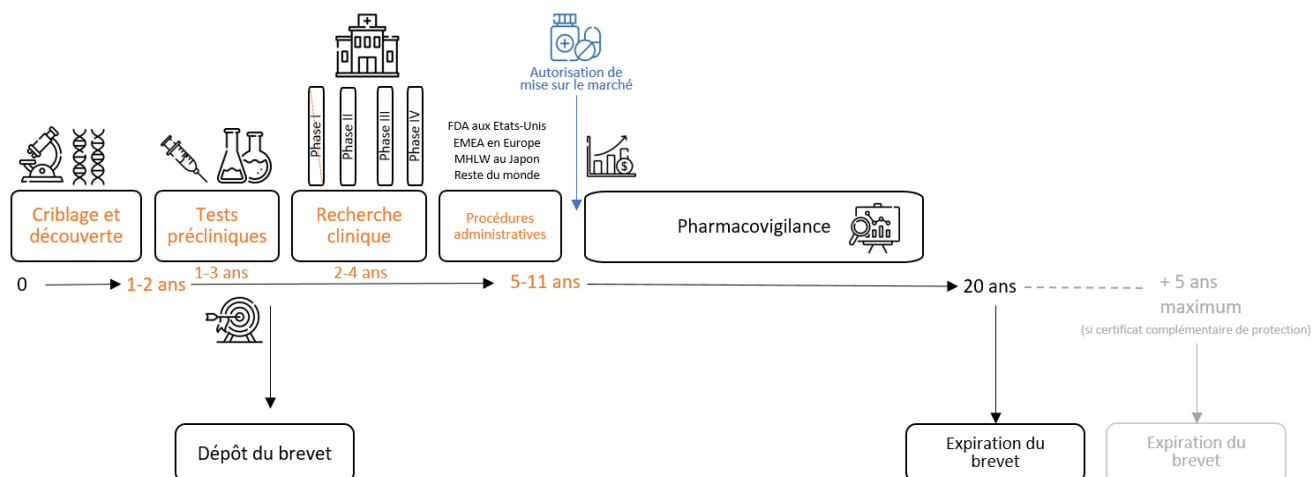 Autorisation de
mise sur le marché
Phase I
Phase II
Phase III
Phase IV
FDA aux Etats-Unis
EMEA en Europe
MHLW au Japon
Reste du monde
Criblage et
découverte
Tests
précliniques
Recherche
clinique
Procédures
administratives
Pharmacovigilance
0
1-2 ans
1-3 ans
2-4 ans
5-11 ans
20 ans
+ 5 ans
maximum
(si certificat complémentaire de protection)
Dépôt du brevet
Expiration du
brevet
Expiration du
brevet